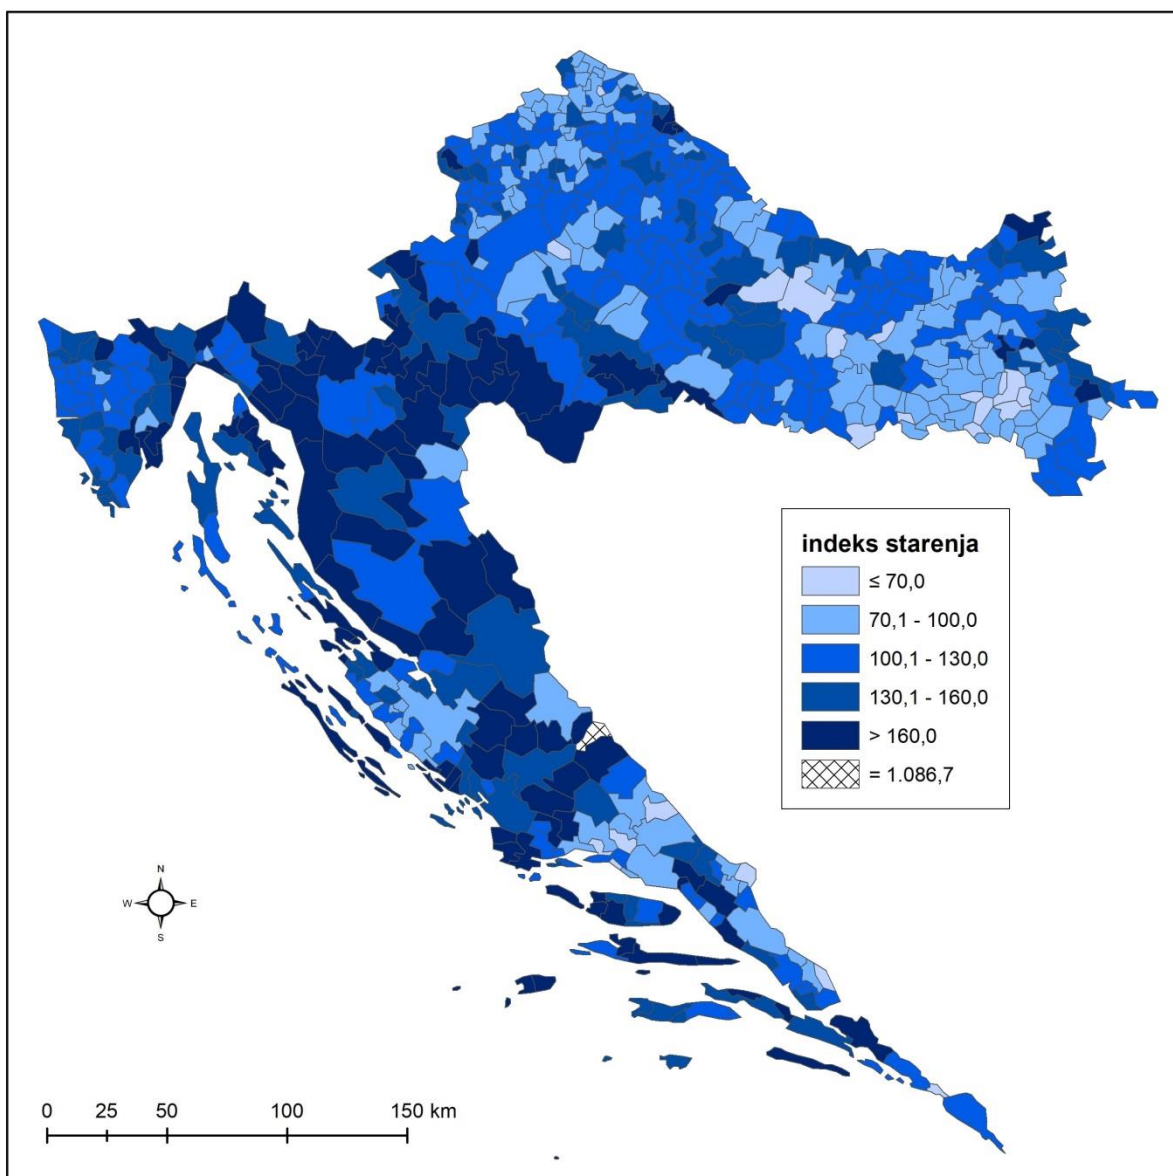 indeks starenja
≤ 70,0
70,1 - 100,0
100,1 - 130,0
130,1 - 160,0
> 160,0
= 1.086,7
N
W E
S
0 25 50 100 150 km